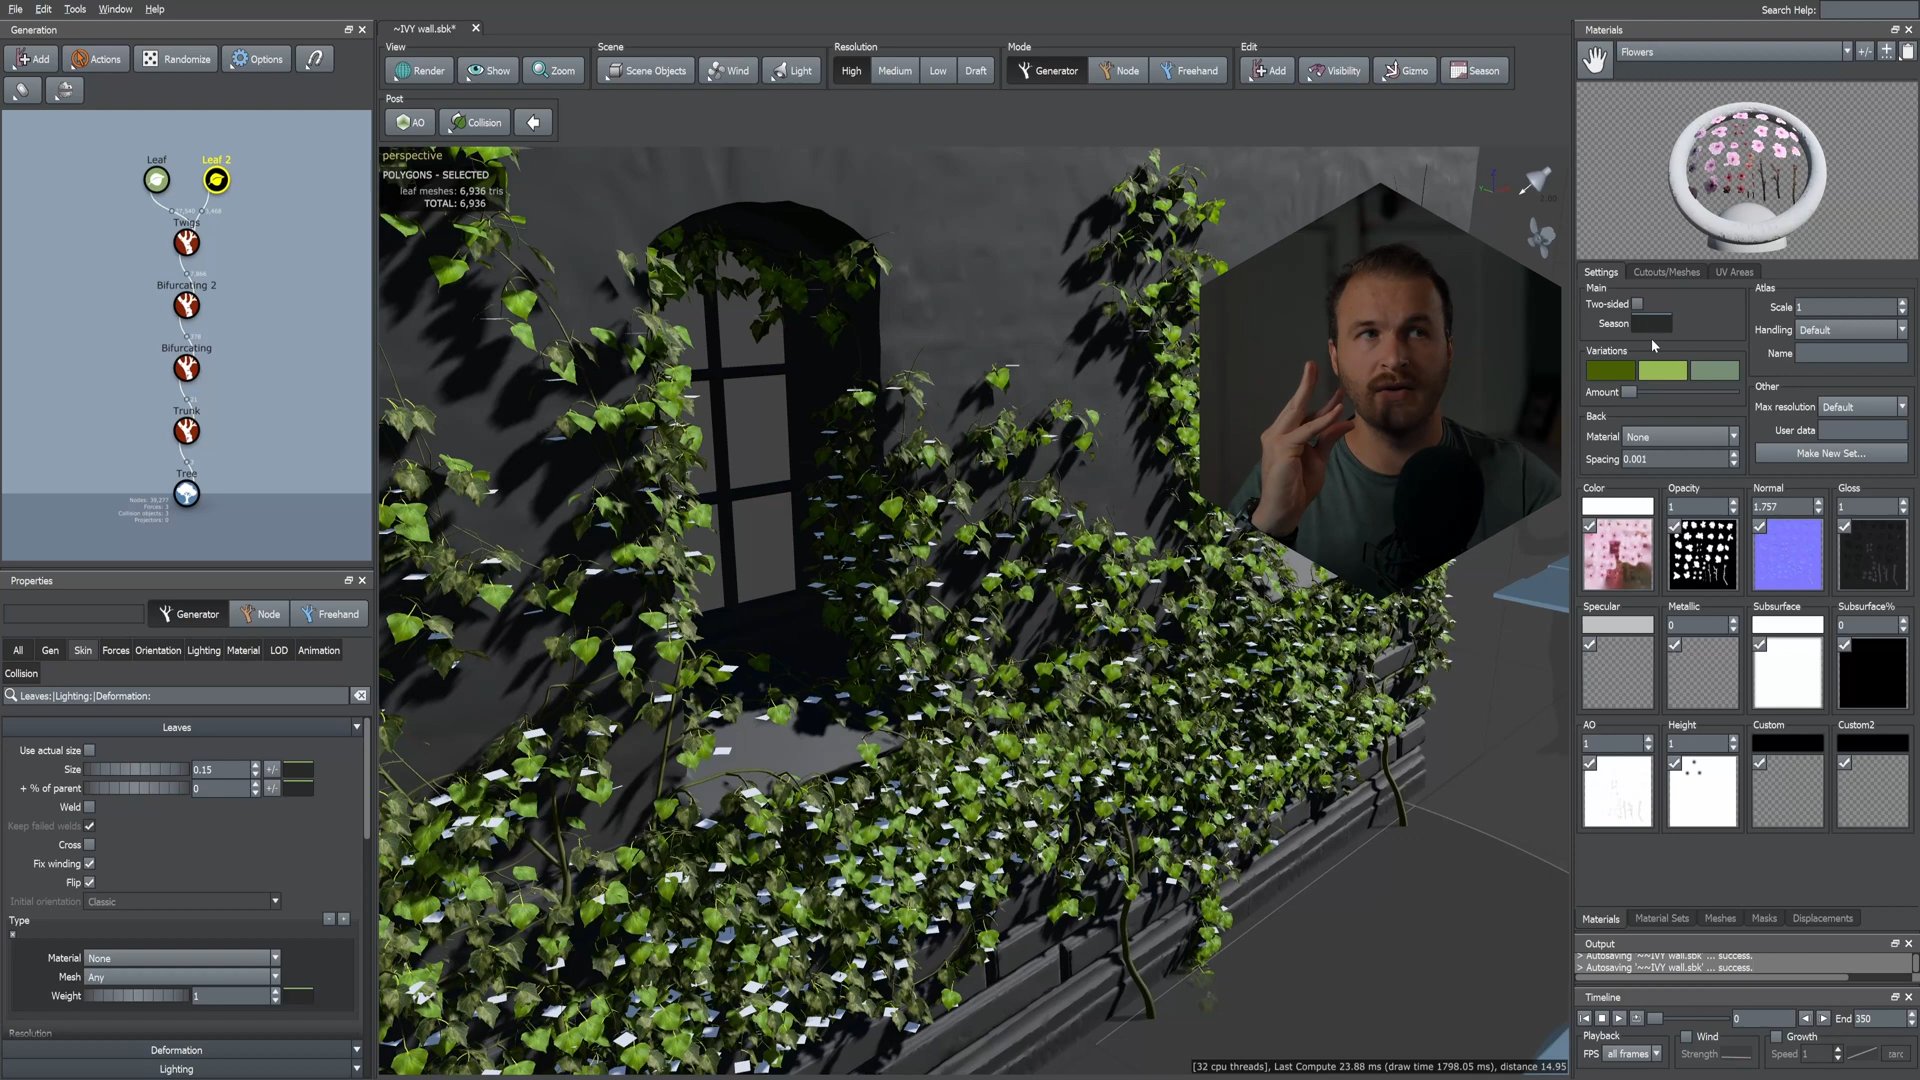 File Edit Tools Window Help
Search Help:
Generation
~IVY wall.sbk*
Materials
Add Actions Randomize Options
View
Render Show Zoom
Scene
Scene Objects Wind Light
Resolution
High Medium Low Draft
Mode
Generator Node Freehand
Edit
Add Visibility Gizmo Season
Post
AO Collision
Flowers
+/-
perspective
POLYGONS - SELECTED
leaf meshes: 6,936 tris
TOTAL: 6,936
Leaf
Leaf 2
Twigs
Bifurcating 2
Bifurcating
Trunk
Tree
Nodes: 39,277
Forces: 3
Collision objects: 3
Projectors: 0
Settings Cutouts/Meshes UV Areas
Main
Two-sided
Season
Variations
Amount
Back
Material None
Spacing 0.001
Atlas
Scale 1
Handling Default
Name
Other
Max resolution Default
User data
Make New Set...
Color Opacity Normal Gloss
1 1.757 1
Specular Metallic Subsurface Subsurface%
0 0
AO Height Custom Custom2
1 1
Materials Material Sets Meshes Masks Displacements
Output
> Autosaving '~~IVY wall.sbk' ... success.
> Autosaving '~~IVY wall.sbk' ... success.
Timeline
0 End 350
Playback Wind Growth
FPS all frames Strength Speed 1
Properties
Generator Node Freehand
All Gen Skin Forces Orientation Lighting Material LOD Animation
Collision
Leaves:|Lighting:|Deformation:
Leaves
Use actual size
Size 0.15 +/-
+ % of parent 0 +/-
Weld
Keep failed welds
Cross
Fix winding
Flip
Initial orientation Classic
Type - +
Material None
Mesh Any
Weight 1
Resolution
Deformation
Lighting
[32 cpu threads], Last Compute 23.88 ms (draw time 1798.05 ms), distance 14.95